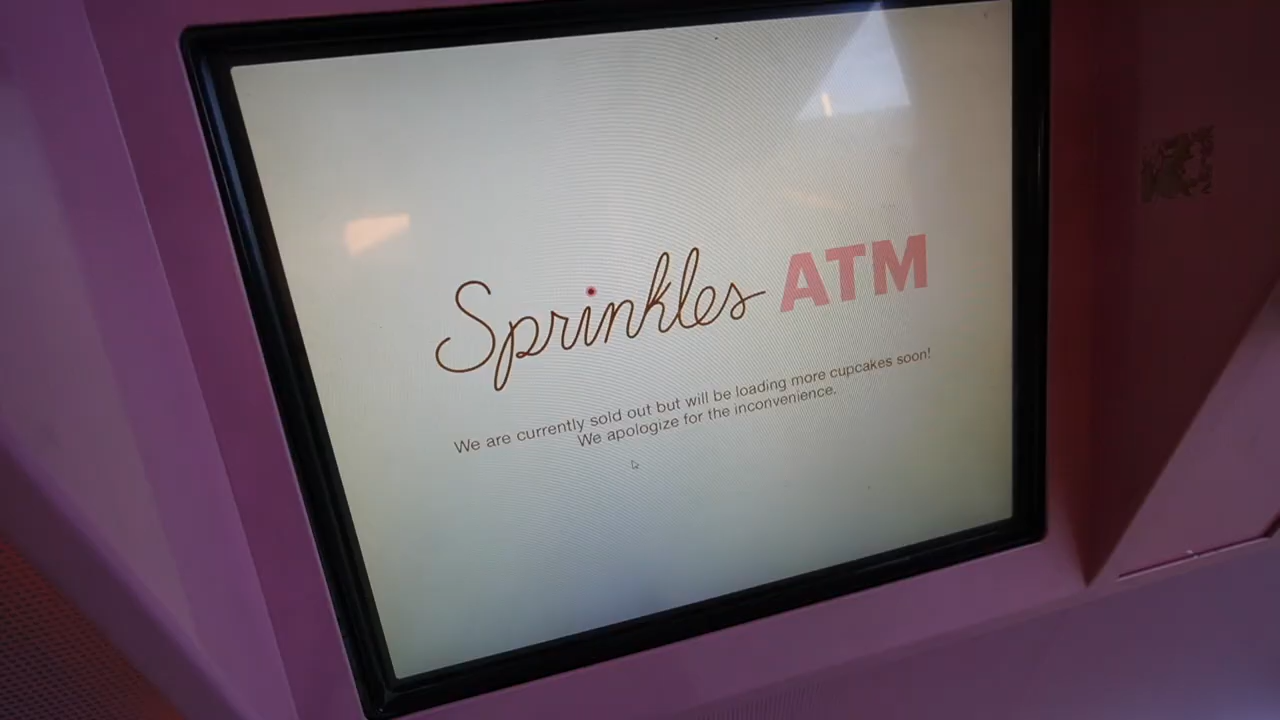 Sprinkles ATM
We are currently sold out but will be loading more cupcakes soon!
We apologize for the inconvenience.